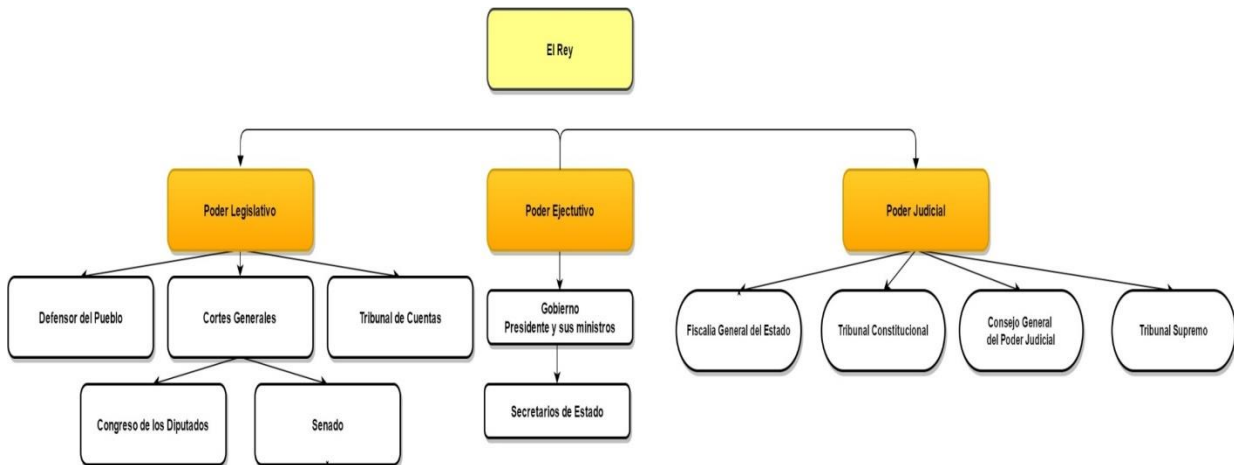 El Rey
Poder Legislativo
Poder Ejectutivo
Poder Judicial
Defensor del Pueblo
Cortes Generales
Tribunal de Cuentas
Gobierno
Presidente y sus ministros
Fiscalia General del Estado
Tribunal Constitucional
Consejo General
del Poder Judicial
Tribunal Supremo
Congreso de los Diputados
Senado
Secretarios de Estado